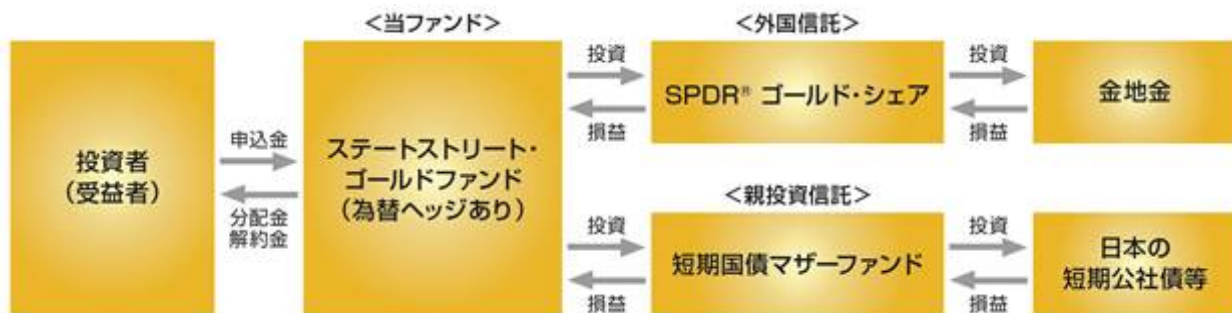 ＜当ファンド＞
＜外国信託＞
投資者
（受益者）
申込金
分配金
解約金
ステートストリート・
ゴールドファンド
（為替ヘッジあり）
投資
損益
SPDR® ゴールド・シェア
投資
損益
金地金
＜親投資信託＞
投資
損益
短期国債マザーファンド
投資
損益
日本の
短期公社債等